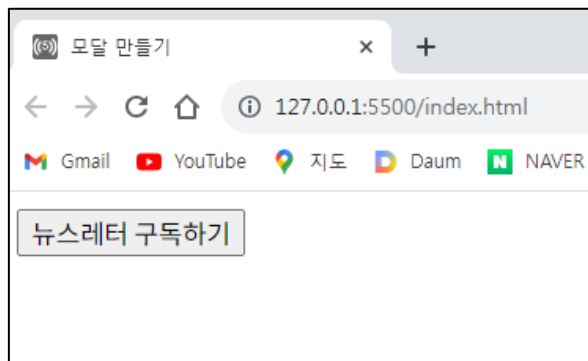 ((5)) 모달 만들기
127.0.0.1:5500/index.html
Gmail YouTube 지도 Daum NAVER
뉴스레터 구독하기